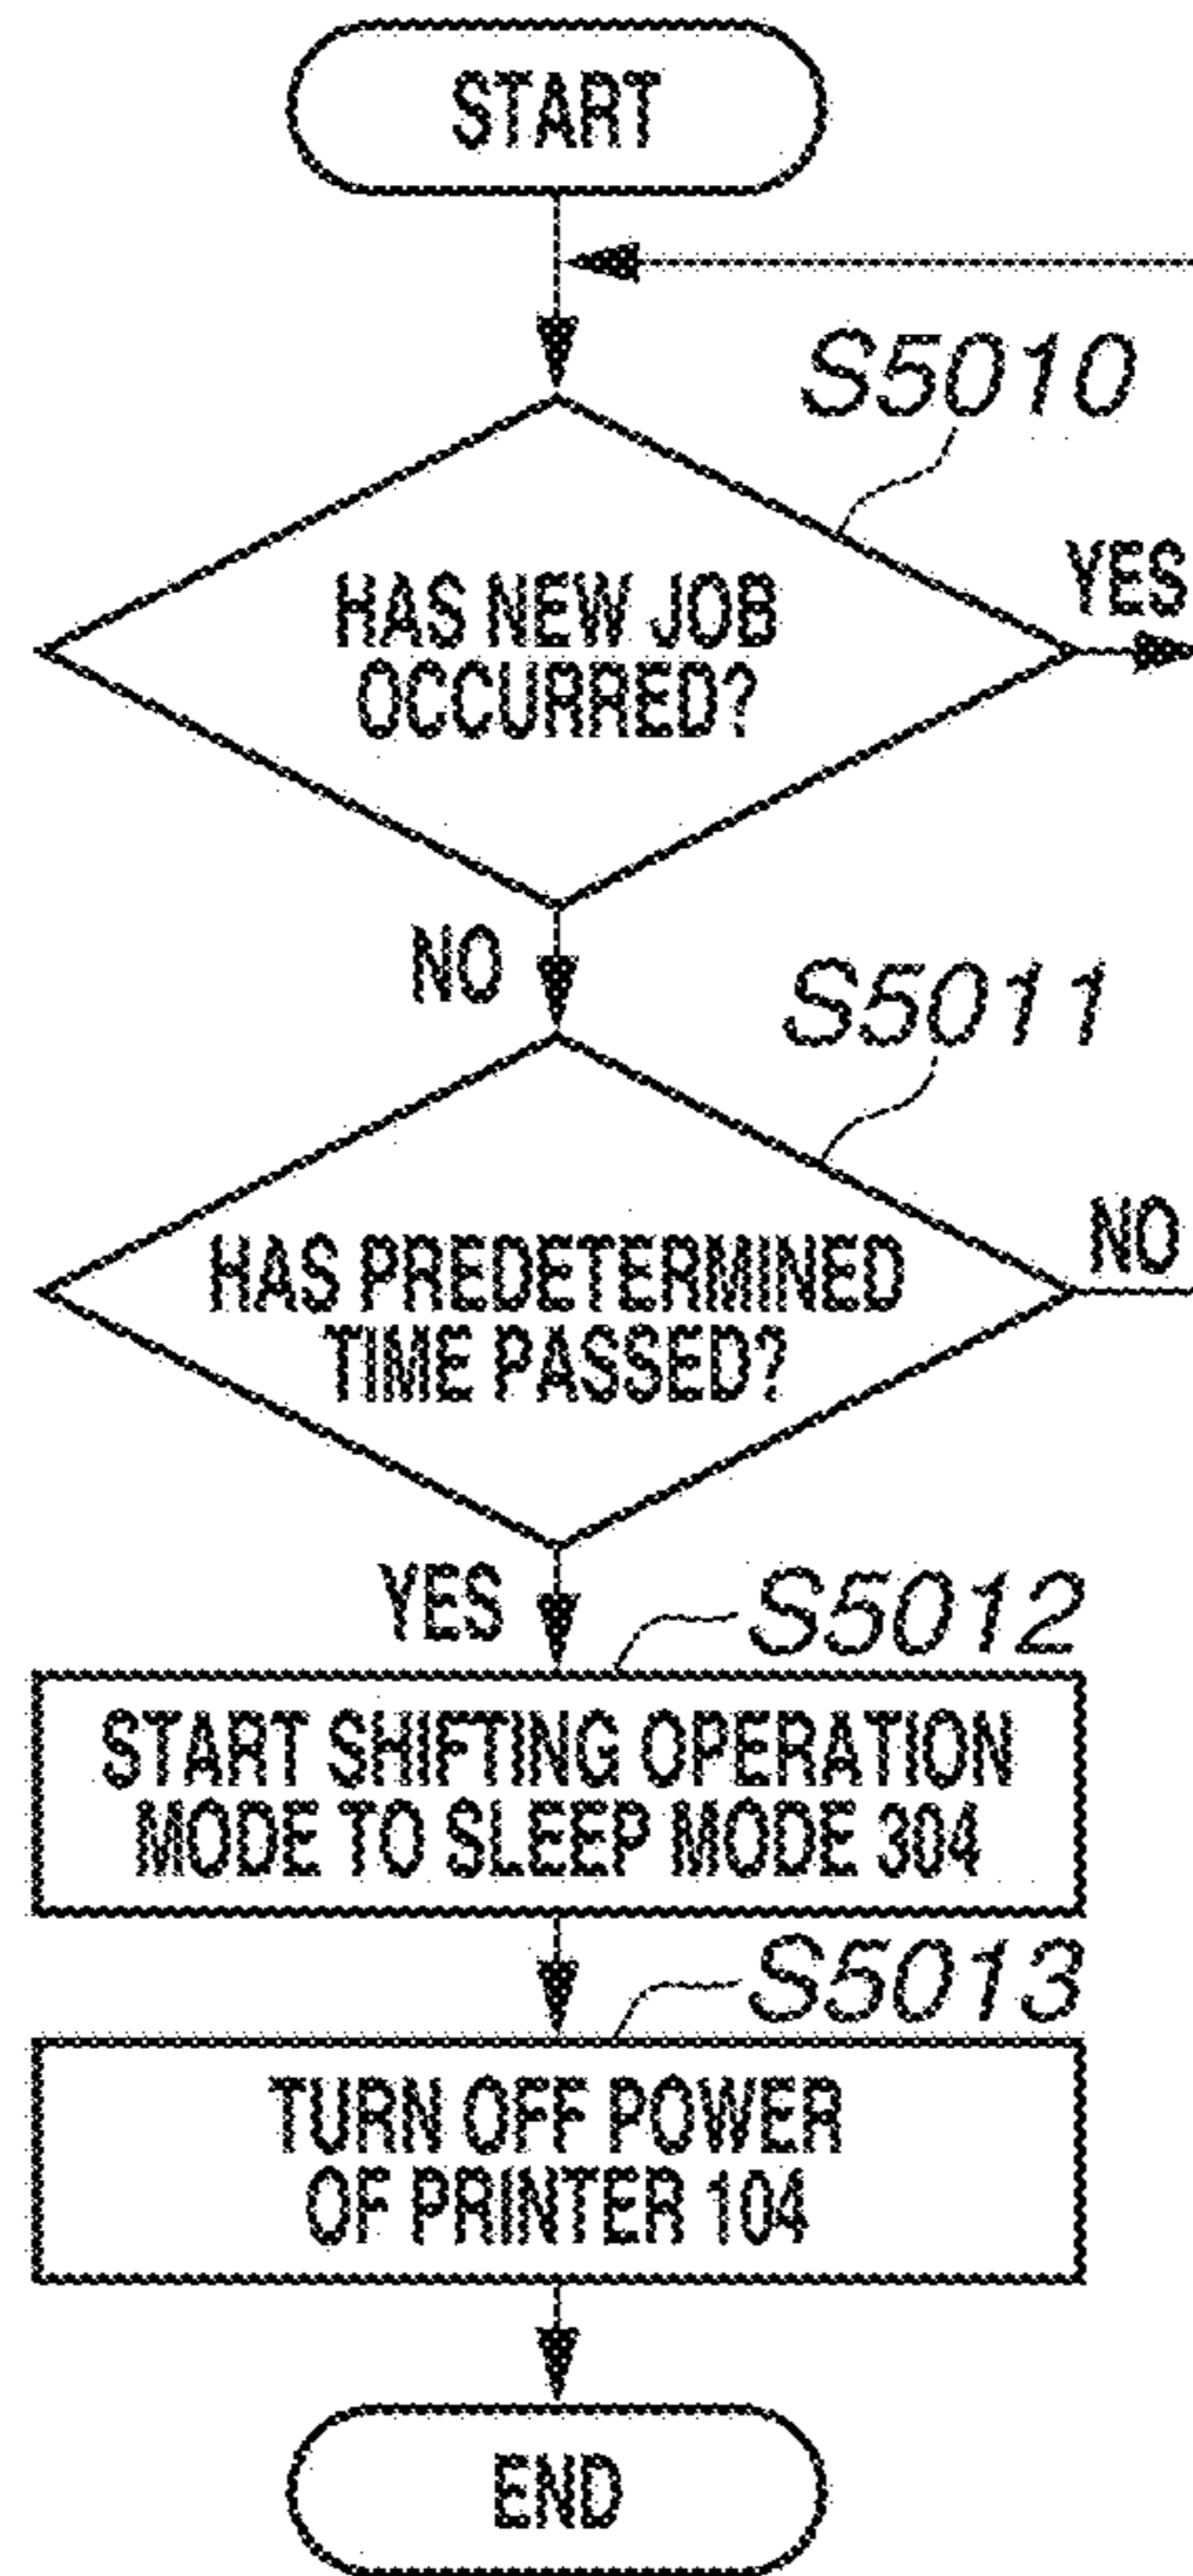 START
S5010
HAS NEW JOB
OCCURRED?
YES
NO
S5011
HAS PREDETERMINED
TIME PASSED?
NO
YES
S5012
START SHIFTING OPERATION
MODE TO SLEEP MODE 304
S5013
TURN OFF POWER
OF PRINTER 104
END